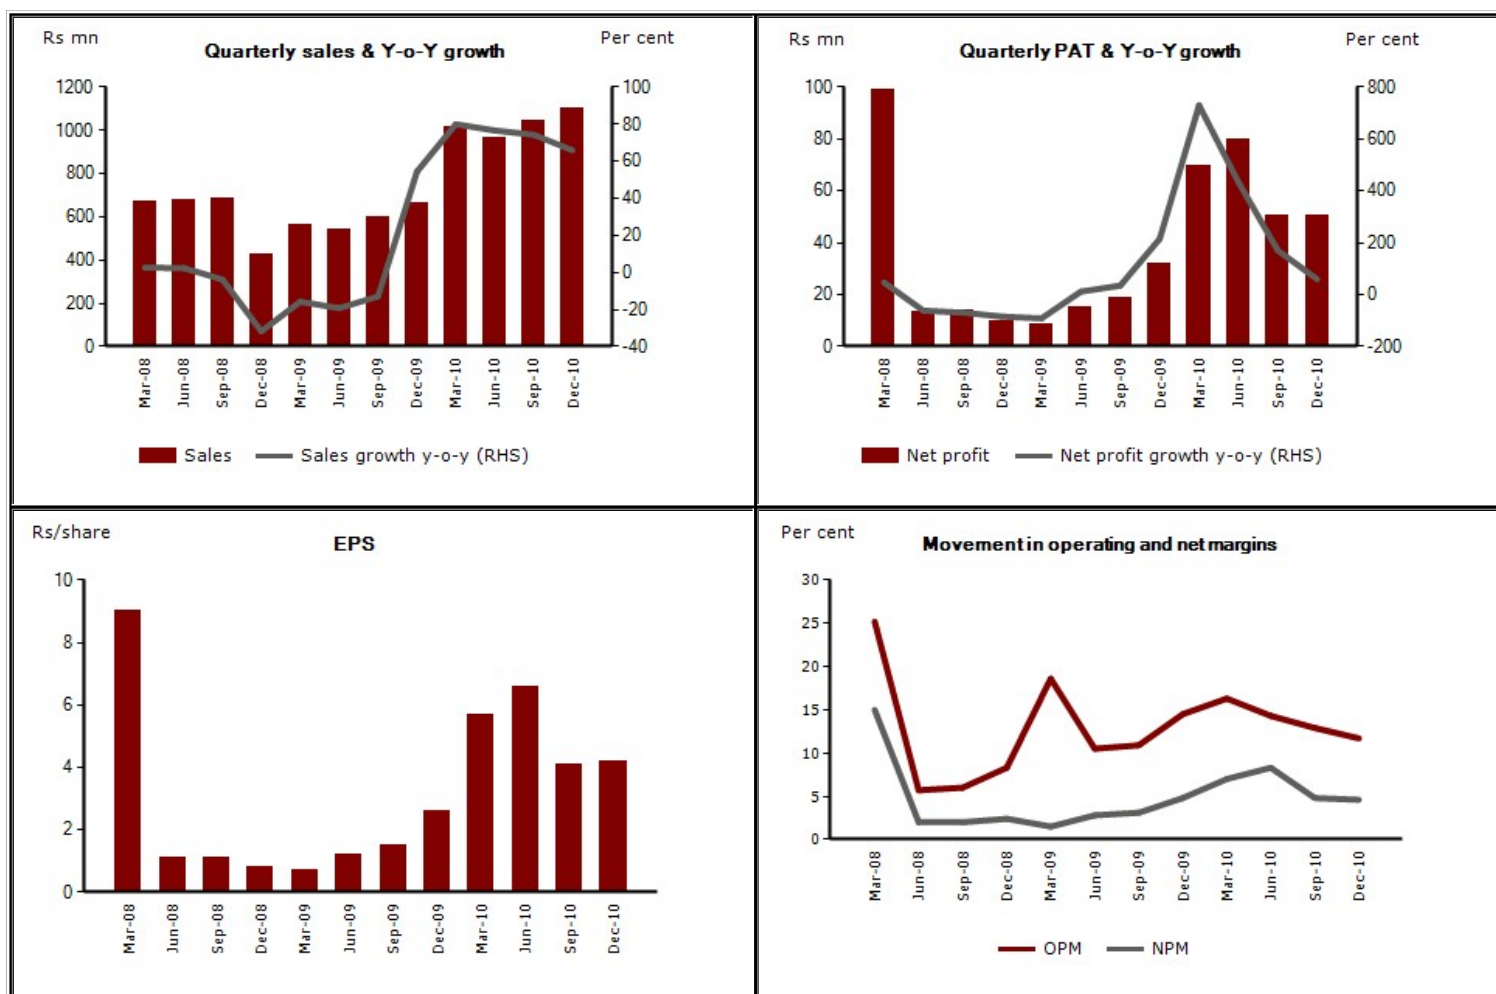 Rs mn
Quarterly sales & Y-o-Y growth
Per cent
1200
1000
800
600
400
200
0
100
80
60
40
20
0
-20
-40
Mar-08
Jun-08
Sep-08
Dec-08
Mar-09
Jun-09
Sep-09
Dec-09
Mar-10
Jun-10
Sep-10
Dec-10
Sales
Sales growth y-o-y (RHS)
Rs mn
Quarterly PAT & Y-o-Y growth
Per cent
100
80
60
40
20
0
800
600
400
200
0
-200
Mar-08
Jun-08
Sep-08
Dec-08
Mar-09
Jun-09
Sep-09
Dec-09
Mar-10
Jun-10
Sep-10
Dec-10
Net profit
Net profit growth y-o-y (RHS)
Rs/share
EPS
10
8
6
4
2
0
Mar-08
Jun-08
Sep-08
Dec-08
Mar-09
Jun-09
Sep-09
Dec-09
Mar-10
Jun-10
Sep-10
Dec-10
Per cent
Movement in operating and net margins
30
25
20
15
10
5
0
Mar-08
Jun-08
Sep-08
Dec-08
Mar-09
Jun-09
Sep-09
Dec-09
Mar-10
Jun-10
Sep-10
Dec-10
OPM
NPM